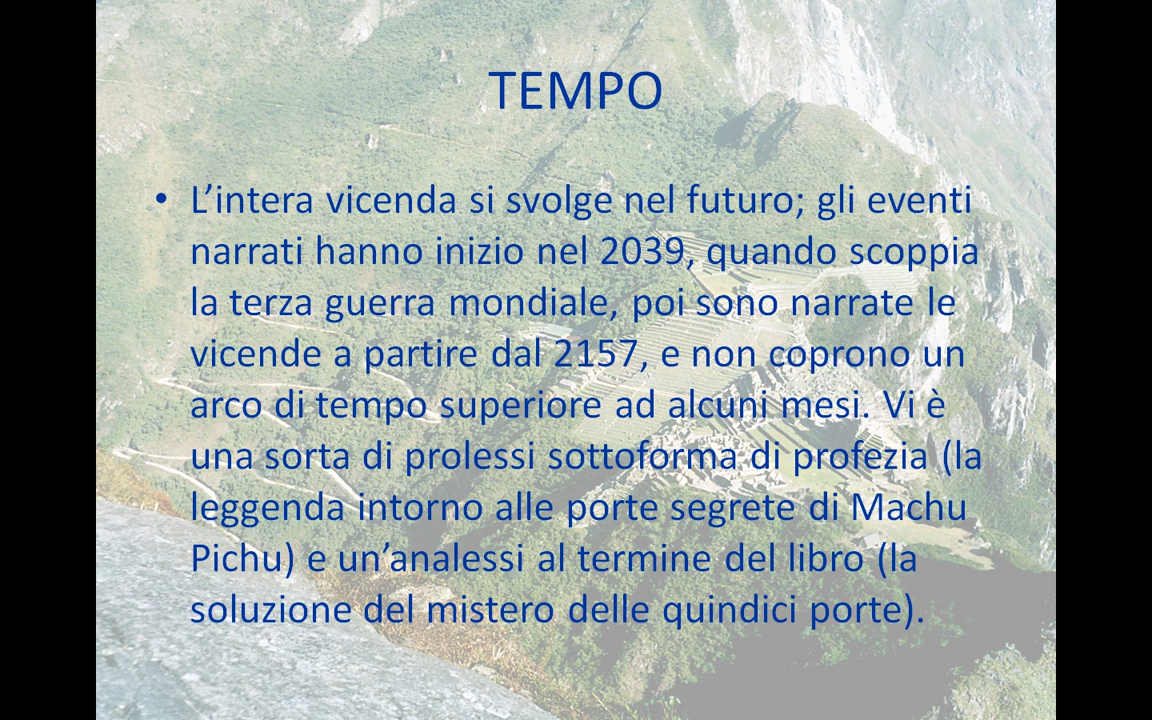 TEMPO
• L’intera vicenda si svolge nel futuro; gli eventi
narrati hanno inizio nel 2039, quando scoppia
la terza guerra mondiale, poi sono narrate le
vicende a partire dal 2157, e non coprono un
arco di tempo superiore ad alcuni mesi. Vi è
una sorta di prolessi sottoforma di profezia (la
leggenda intorno alle porte segrete di Machu
Pichu) e un’analessi al termine del libro (la
soluzione del mistero delle quindici porte).